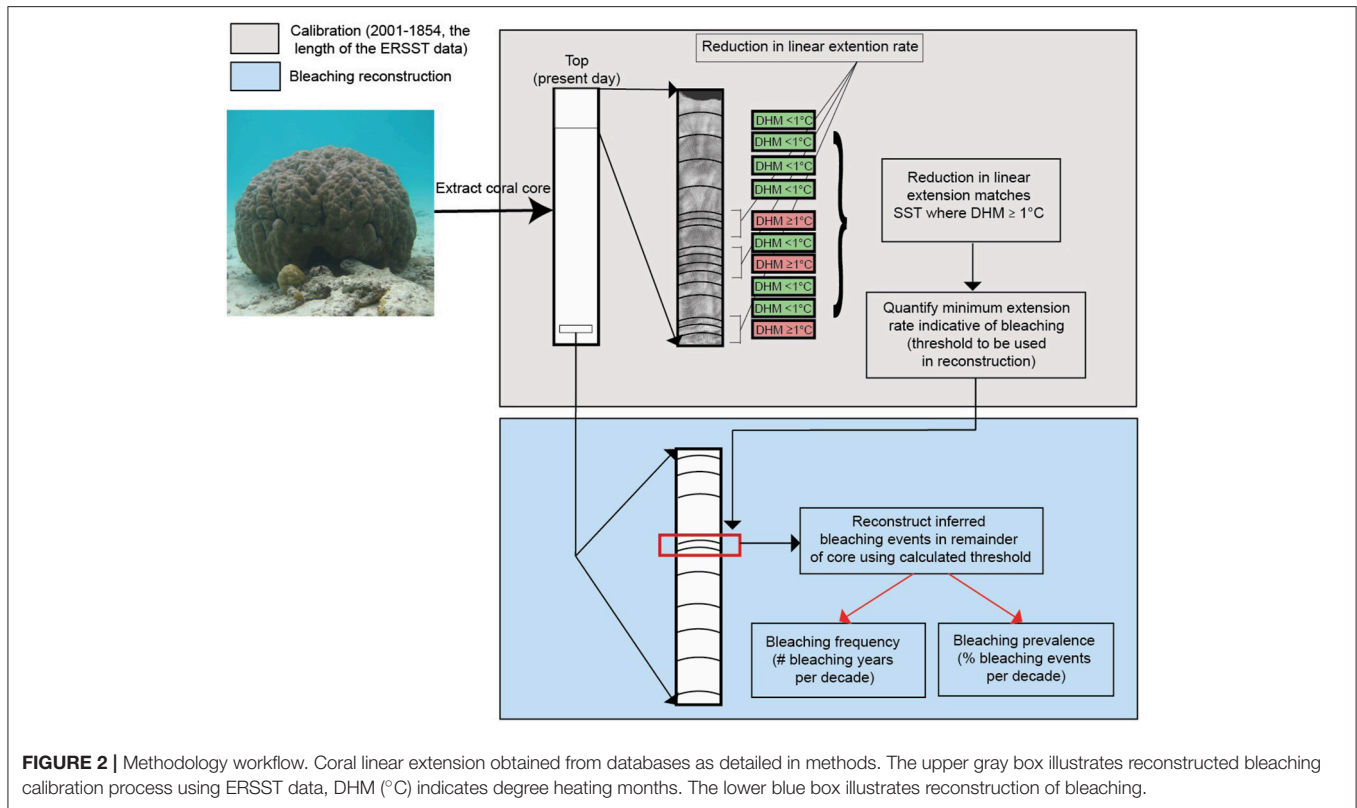 Calibration (2001-1854, the
length of the ERSST data)
Bleaching reconstruction
Extract coral core
Top
(present day)
Reduction in linear extention rate
DHM <1°C
DHM <1°C
DHM <1°C
DHM <1°C
DHM ≥1°C
DHM <1°C
DHM ≥1°C
DHM <1°C
DHM <1°C
DHM ≥1°C
Reduction in linear
extension matches
SST where DHM ≥ 1°C
Quantify minimum extension
rate indicative of bleaching
(threshold to be used
in reconstruction)
Reconstruct inferred
bleaching events in remainder
of core using calculated threshold
Bleaching frequency
(# bleaching years
per decade)
Bleaching prevalence
(% bleaching events
per decade)
FIGURE 2 | Methodology workflow. Coral linear extension obtained from databases as detailed in methods. The upper gray box illustrates reconstructed bleaching
calibration process using ERSST data, DHM (°C) indicates degree heating months. The lower blue box illustrates reconstruction of bleaching.